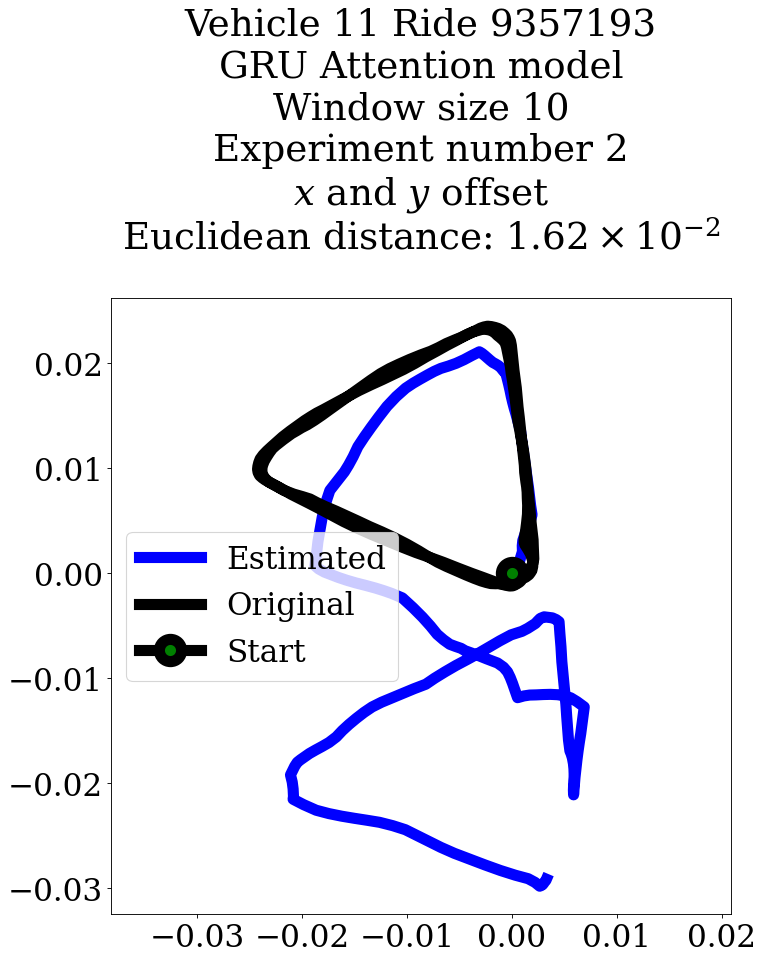 Vehicle 11 Ride 9357193
GRU Attention model
Window size 10
Experiment number 2
x and y offset
Euclidean distance: 1.62 × 10⁻²
0.02
0.01
0.00
−0.01
−0.02
−0.03
Estimated
Original
Start
−0.03 −0.02 −0.01 0.00 0.01 0.02